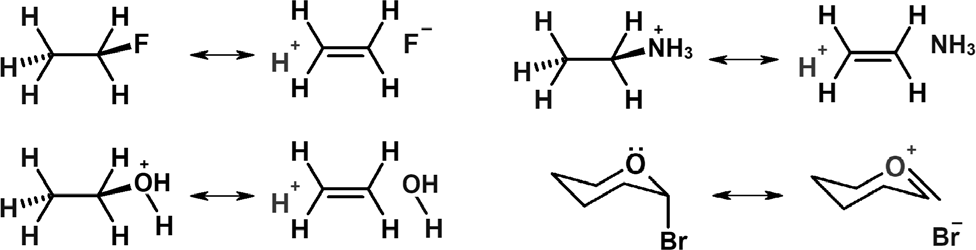 H H F H H H H H H + H H H F −
H H + NH3 H H H H H H + H H H NH3
H H + OH H H H H H H H + H H H OH H
Ö Br O + Br −